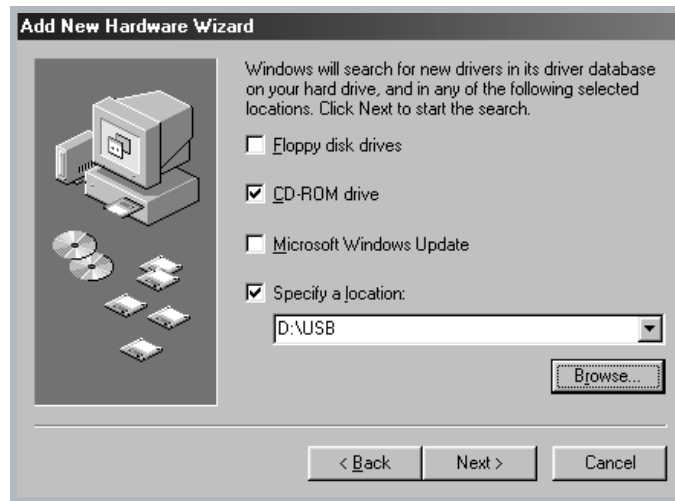 Add New Hardware Wizard
Windows will search for new drivers in its driver database
on your hard drive, and in any of the following selected
locations. Click Next to start the search.
Floppy disk drives
CD-ROM drive
Microsoft Windows Update
Specify a location:
D:\USB
Browse...
< Back
Next >
Cancel